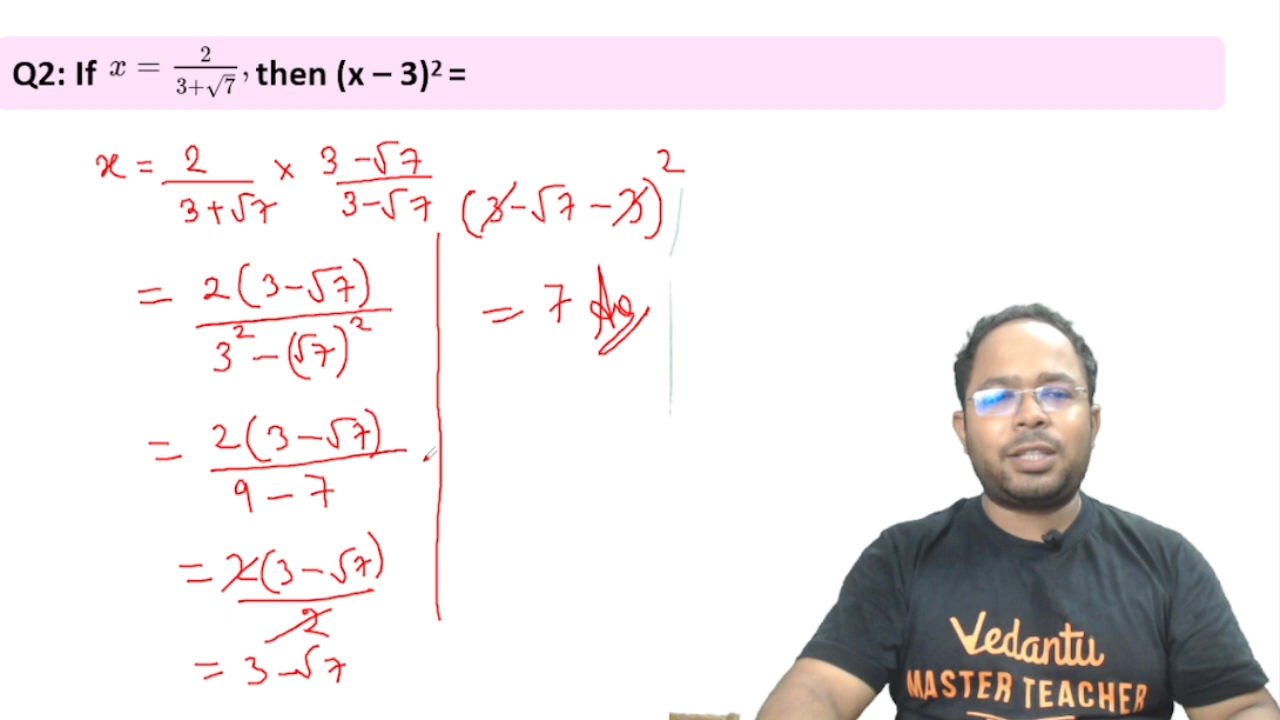 Q2: If x = 2/(3+√7), then (x – 3)² =
x = 2/(3+√7) × (3-√7)/(3-√7)
= 2(3-√7)/(3²-(√7)²)
= 2(3-√7)/(9-7)
= 2(3-√7)/2
= 3-√7
(3-√7-3)²
= 7 Ans
Vedantu
MASTER TEACHER